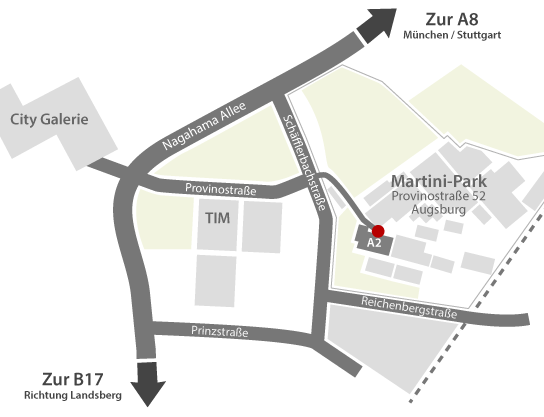 Zur A8
München / Stuttgart
City Galerie
Nagahama Allee
Schäfflerbachstraße
Martini-Park
Provinostraße 52
Augsburg
Provinostraße
TIM
A2
Reichenbergstraße
Prinzstraße
Zur B17
Richtung Landsberg